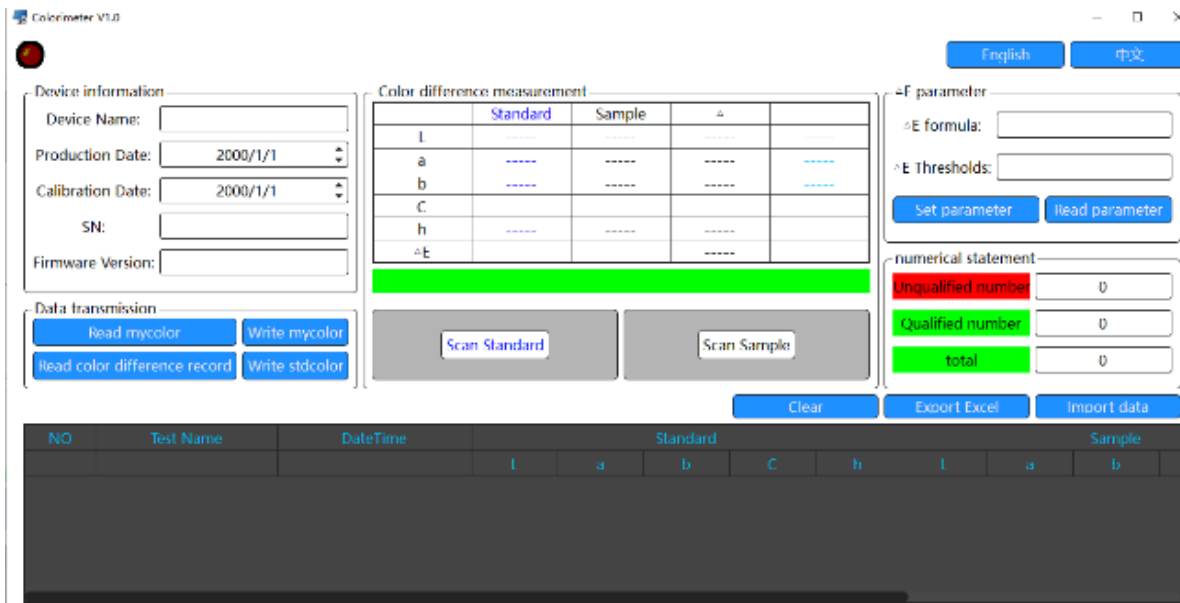 Colorimeter V1.0
English
中文
Device information
Device Name:
Production Date: 2000/1/1
Calibration Date: 2000/1/1
SN:
Firmware Version:
Data transmission
Read mycolor
Write mycolor
Read color difference record
Write stdcolor
Color difference measurement
Standard Sample △
L ----- ----- ----- -----
a ----- ----- ----- -----
b ----- ----- ----- -----
C
h ----- ----- -----
△E -----
Scan Standard
Scan Sample
△E parameter
△E formula:
△E Thresholds:
Set parameter
Read parameter
numerical statement
Unqualified number 0
Qualified number 0
total 0
Clear
Export Excel
Import data
NO Test Name DateTime Standard Sample
L a b C h L a b